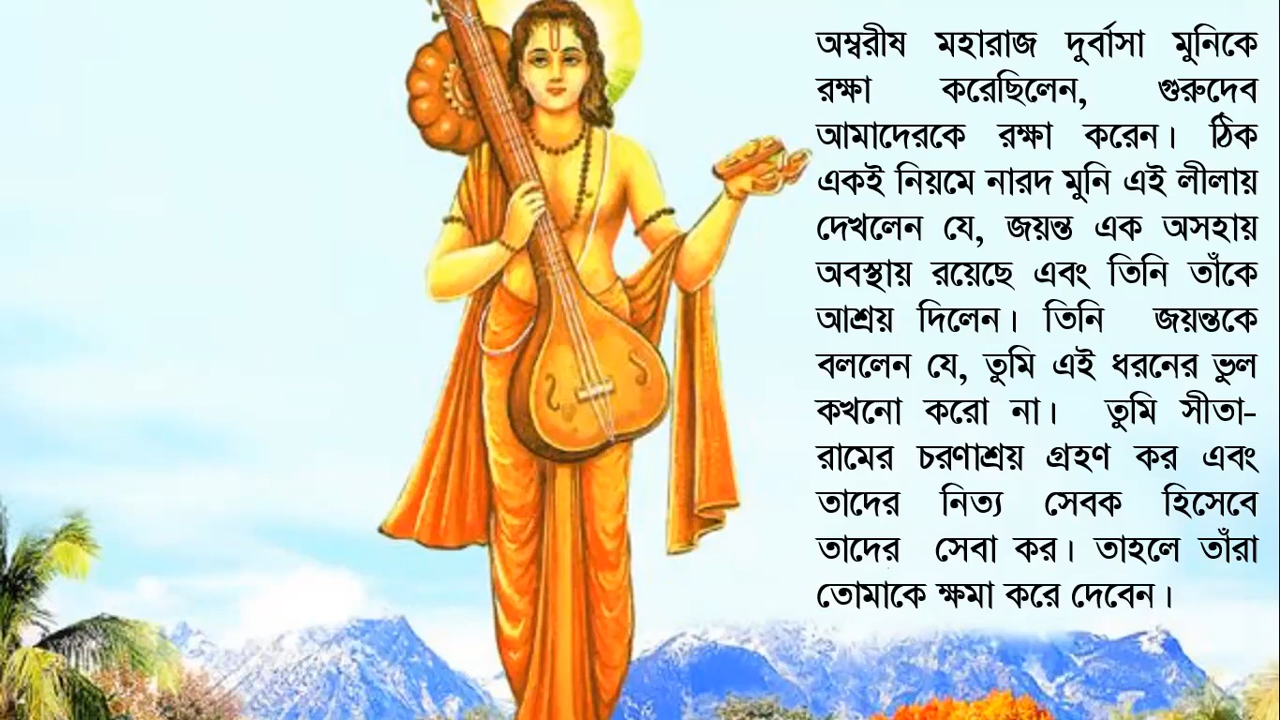 অম্বরীষ মহারাজ দুর্বাসা মুনিকে
রক্ষা করেছিলেন, গুরুদেব
আমাদেরকে রক্ষা করেন। ঠিক
একই নিয়মে নারদ মুনি এই লীলায়
দেখলেন যে, জয়ন্ত এক অসহায়
অবস্থায় রয়েছে এবং তিনি তাঁকে
আশ্রয় দিলেন। তিনি জয়ন্তকে
বললেন যে, তুমি এই ধরনের ভুল
কখনো করো না। তুমি সীতা-
রামের চরণাশ্রয় গ্রহণ কর এবং
তাদের নিত্য সেবক হিসেবে
তাদের সেবা কর। তাহলে তাঁরা
তোমাকে ক্ষমা করে দেবেন।